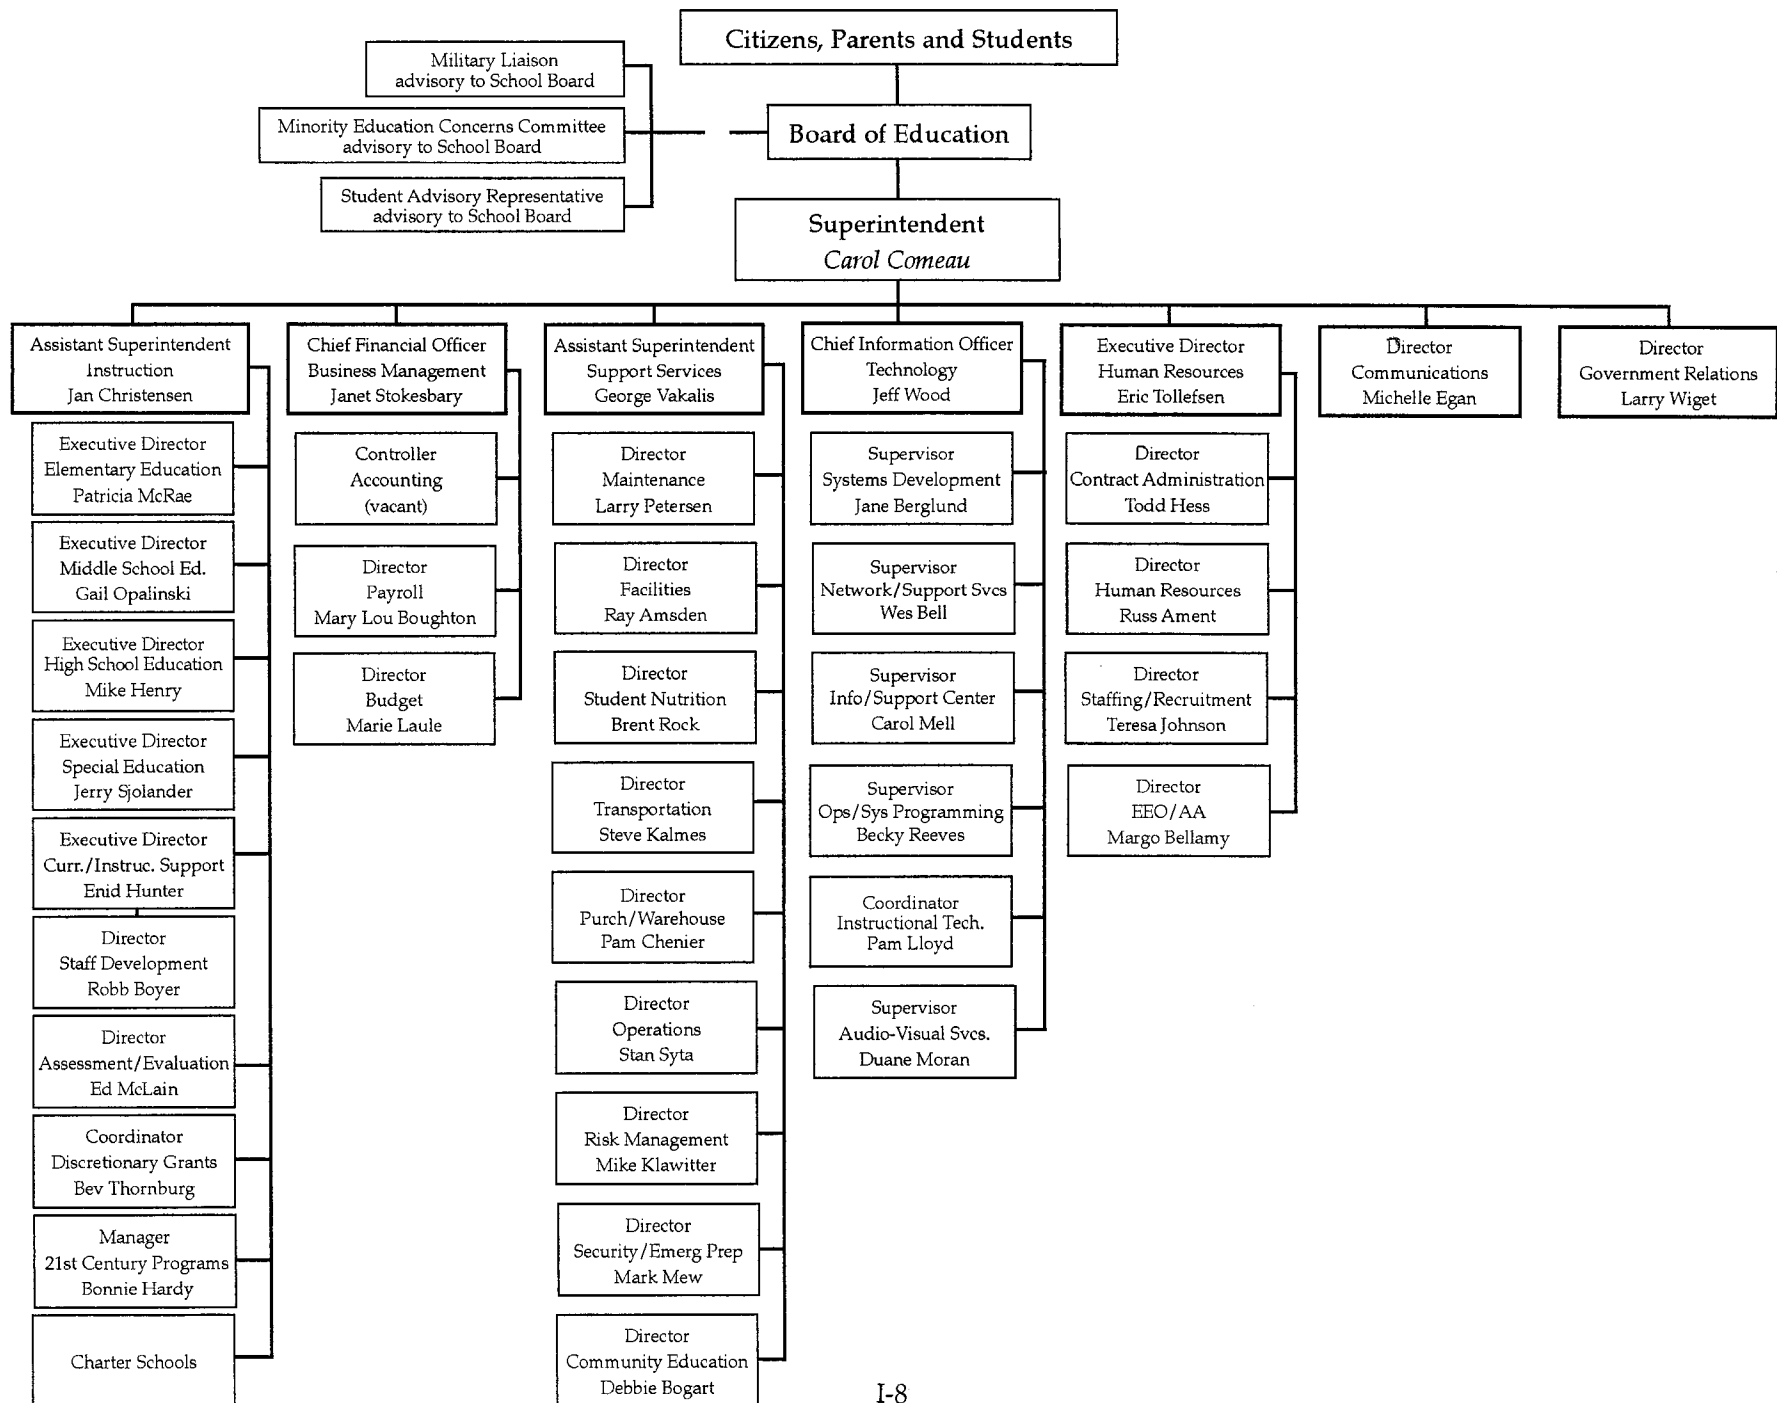 Citizens, Parents and Students
Military Liaison
advisory to School Board
Minority Education Concerns Committee
advisory to School Board
Board of Education
Student Advisory Representative
advisory to School Board
Superintendent
Carol Comeau
Assistant Superintendent
Instruction
Jan Christensen
Executive Director
Elementary Education
Patricia McRae
Executive Director
Middle School Ed.
Gail Opalinski
Executive Director
High School Education
Mike Henry
Executive Director
Special Education
Jerry Sjolander
Executive Director
Curr./Instruc. Support
Enid Hunter
Director
Staff Development
Robb Boyer
Director
Assessment/Evaluation
Ed McLain
Coordinator
Discretionary Grants
Bev Thornburg
Manager
21st Century Programs
Bonnie Hardy
Charter Schools
Chief Financial Officer
Business Management
Janet Stokesbary
Controller
Accounting
(vacant)
Director
Payroll
Mary Lou Boughton
Director
Budget
Marie Laule
Assistant Superintendent
Support Services
George Vakalis
Director
Maintenance
Larry Petersen
Director
Facilities
Ray Amsden
Director
Student Nutrition
Brent Rock
Director
Transportation
Steve Kalmes
Director
Purch/Warehouse
Pam Chenier
Director
Operations
Stan Syta
Director
Risk Management
Mike Klawitter
Director
Security/Emerg Prep
Mark Mew
Director
Community Education
Debbie Bogart
Chief Information Officer
Technology
Jeff Wood
Supervisor
Systems Development
Jane Berglund
Supervisor
Network/Support Svcs
Wes Bell
Supervisor
Info/Support Center
Carol Mell
Supervisor
Ops/Sys Programming
Becky Reeves
Coordinator
Instructional Tech.
Pam Lloyd
Supervisor
Audio-Visual Svcs.
Duane Moran
Executive Director
Human Resources
Eric Tollefsen
Director
Contract Administration
Todd Hess
Director
Human Resources
Russ Ament
Director
Staffing/Recruitment
Teresa Johnson
Director
EEO/AA
Margo Bellamy
Director
Communications
Michelle Egan
Director
Government Relations
Larry Wiget
I-8